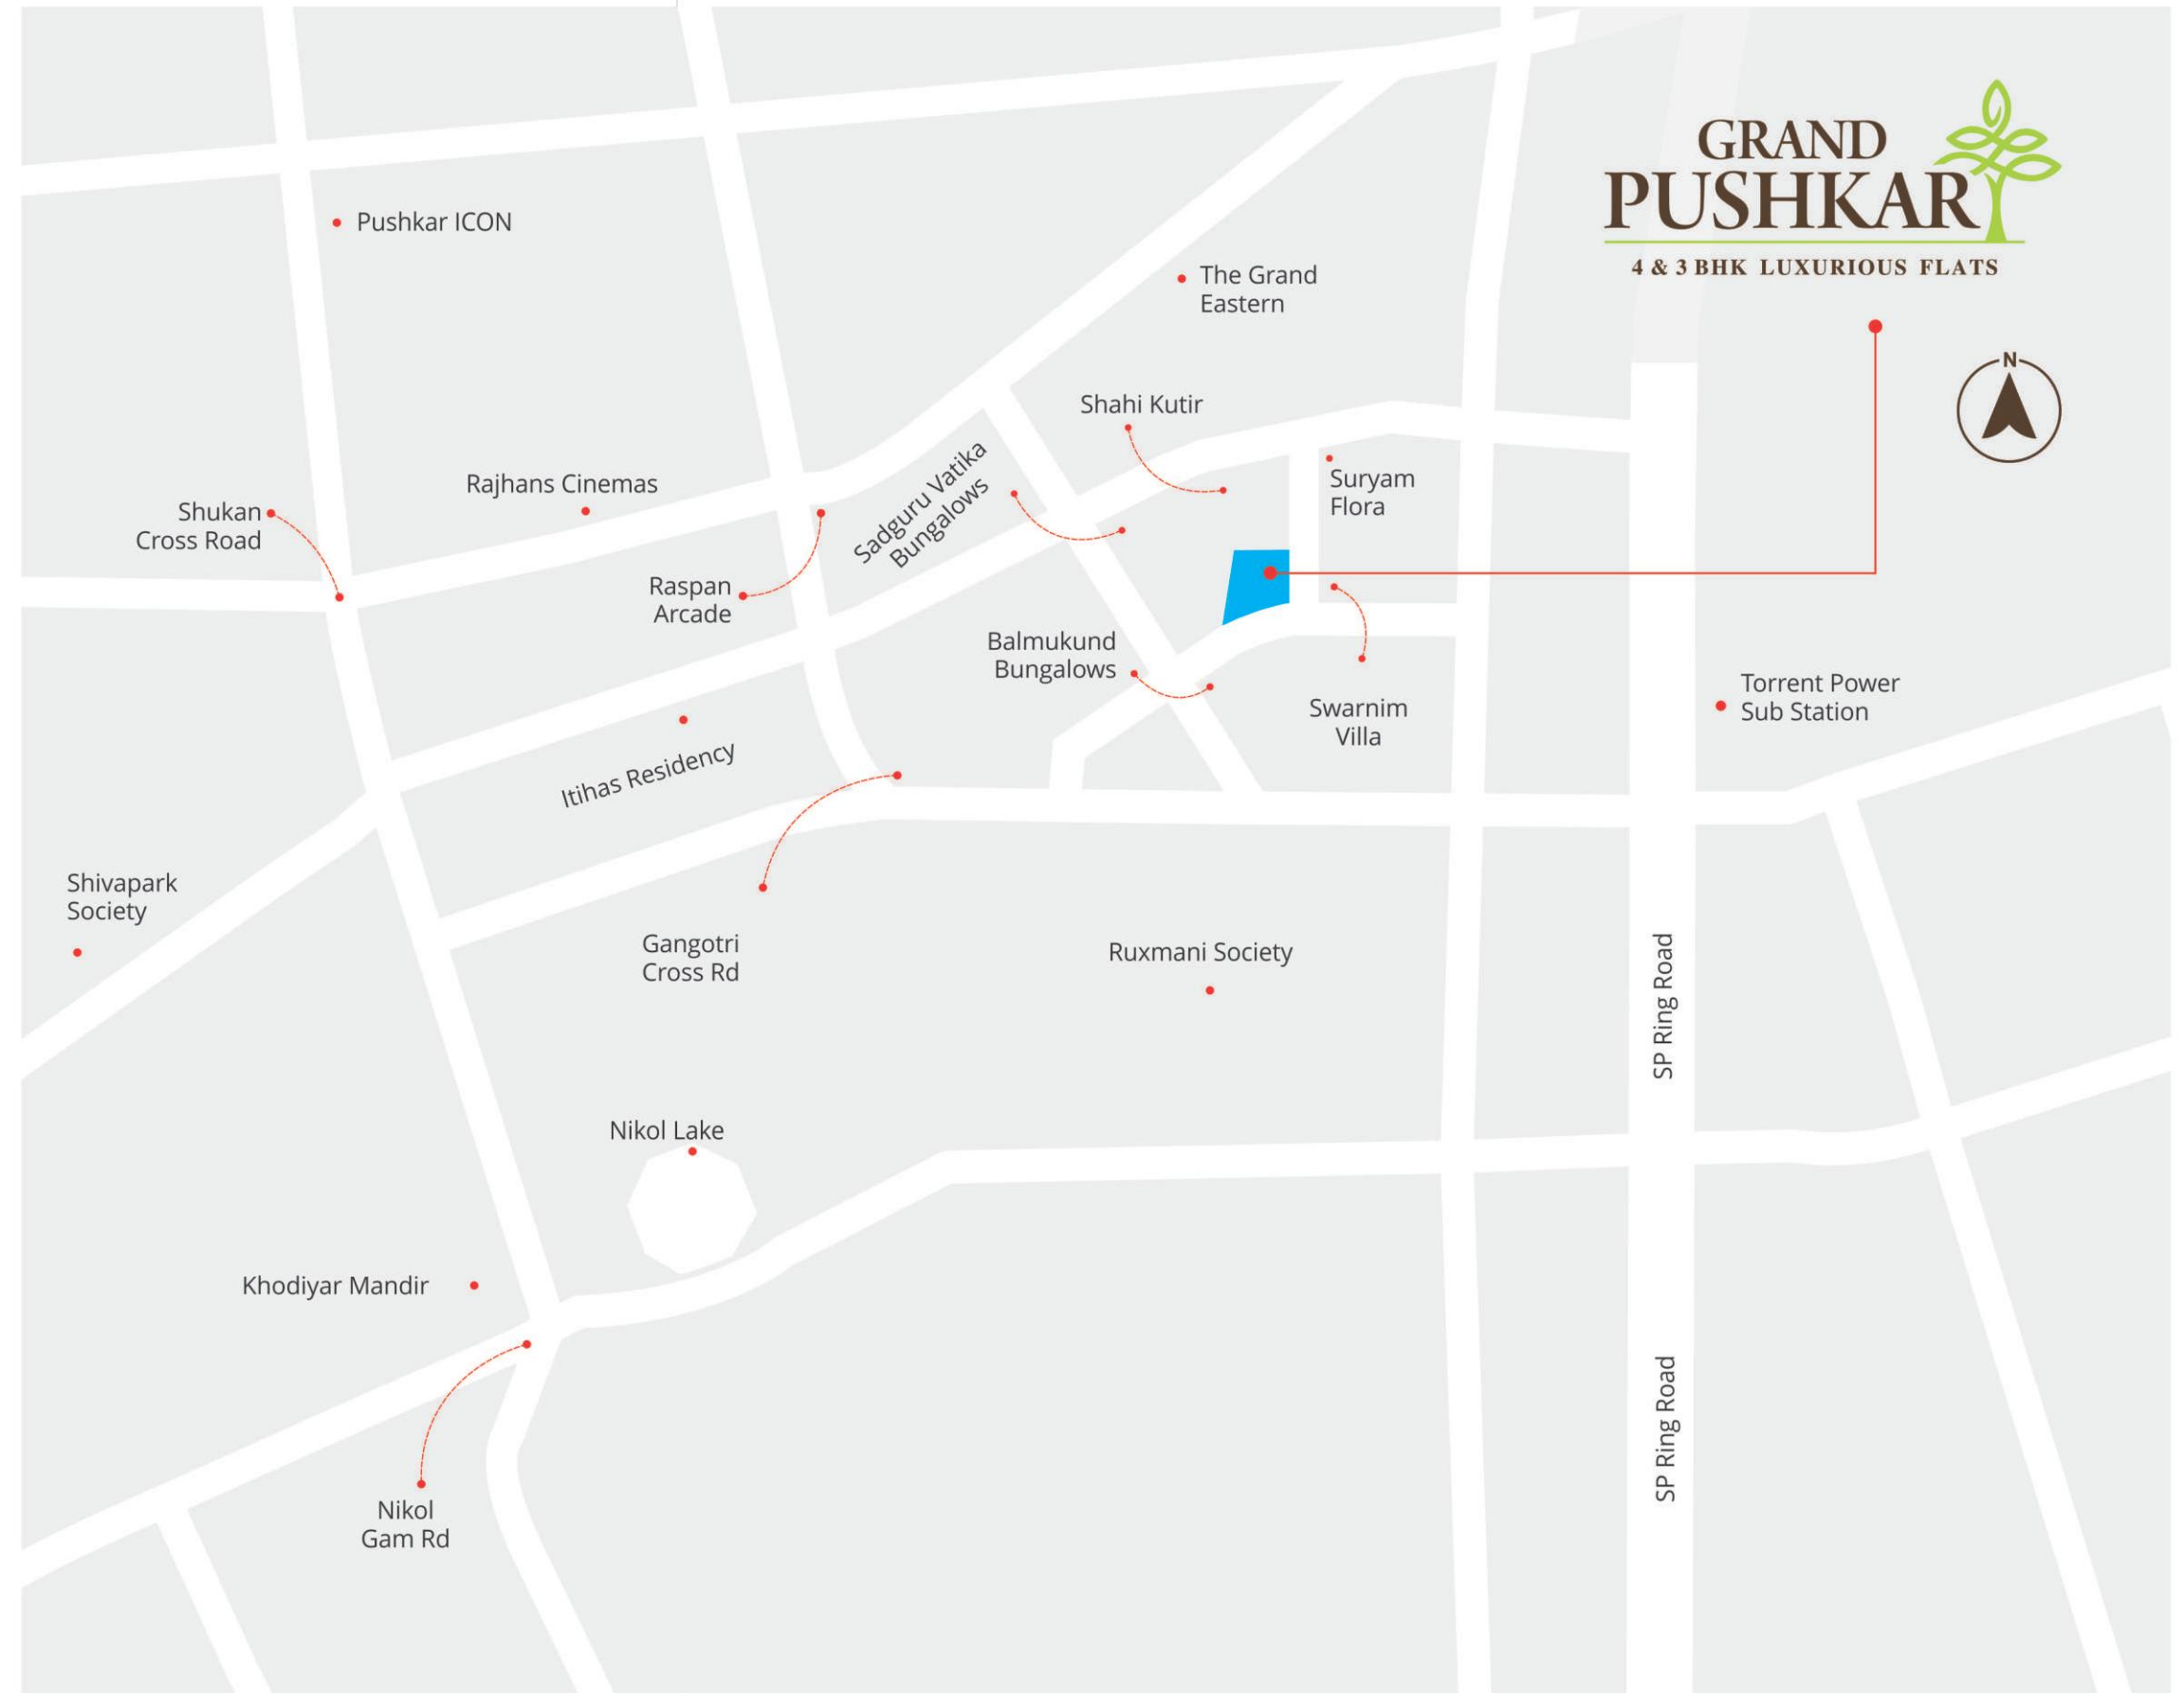 GRAND
PUSHKAR
4 & 3 BHK LUXURIOUS FLATS
N
Pushkar ICON
The Grand
Eastern
Shahi Kutir
Sadguru Vatika
Bungalows
Suryam
Flora
Rajhans Cinemas
Shukan
Cross Road
Raspan
Arcade
Balmukund
Bungalows
Swarnim
Villa
Torrent Power
Sub Station
Itihas Residency
Shivapark
Society
Gangotri
Cross Rd
Ruxmani Society
SP Ring Road
Nikol Lake
Khodiyar Mandir
SP Ring Road
Nikol
Gam Rd